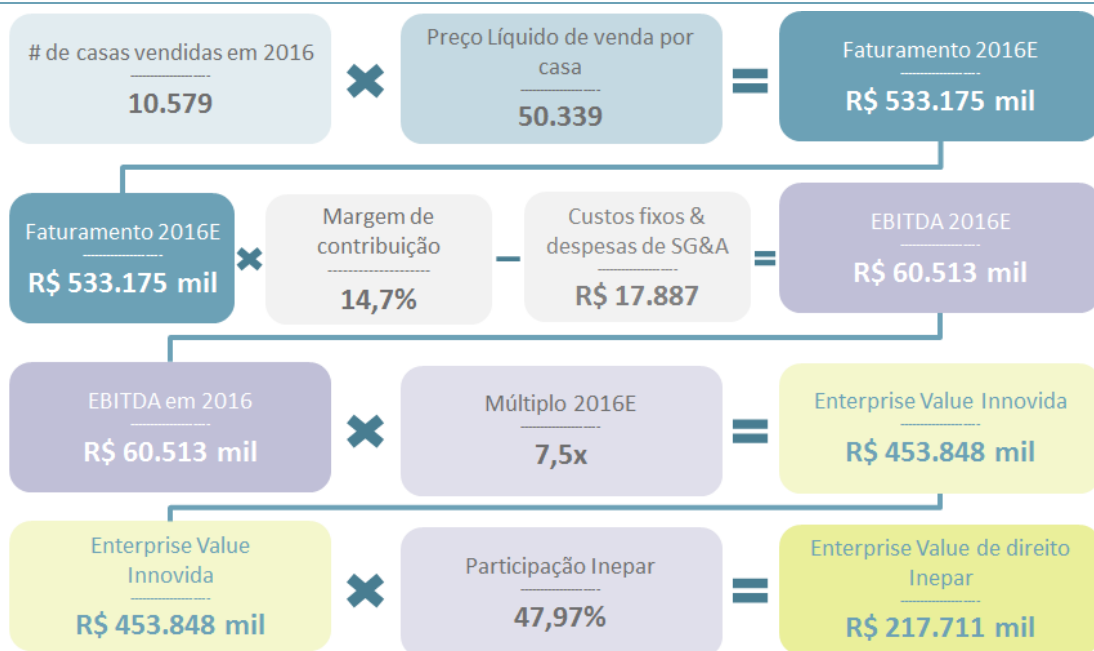 # de casas vendidas em 2016
10.579
Preço Líquido de venda por
casa
50.339
Faturamento 2016E
R$ 533.175 mil
Faturamento 2016E
R$ 533.175 mil
Margem de
contribuição
14,7%
Custos fixos &
despesas de SG&A
R$ 17.887
EBITDA 2016E
R$ 60.513 mil
EBITDA em 2016
R$ 60.513 mil
Múltiplo 2016E
7,5x
Enterprise Value Innovida
R$ 453.848 mil
Enterprise Value
Innovida
R$ 453.848 mil
Participação Inepar
47,97%
Enterprise Value de direito
Inepar
R$ 217.711 mil